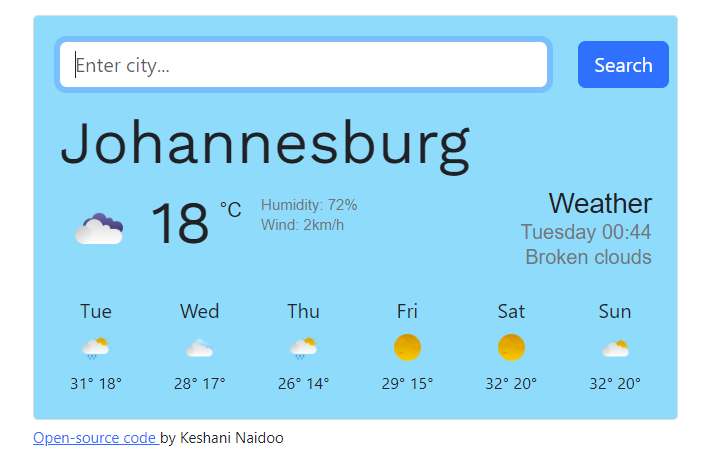 Enter city...
Search
Johannesburg
18 °C
Humidity: 72%
Wind: 2km/h
Weather
Tuesday 00:44
Broken clouds
Tue Wed Thu Fri Sat Sun
31° 18° 28° 17° 26° 14° 29° 15° 32° 20° 32° 20°
Open-source code by Keshani Naidoo